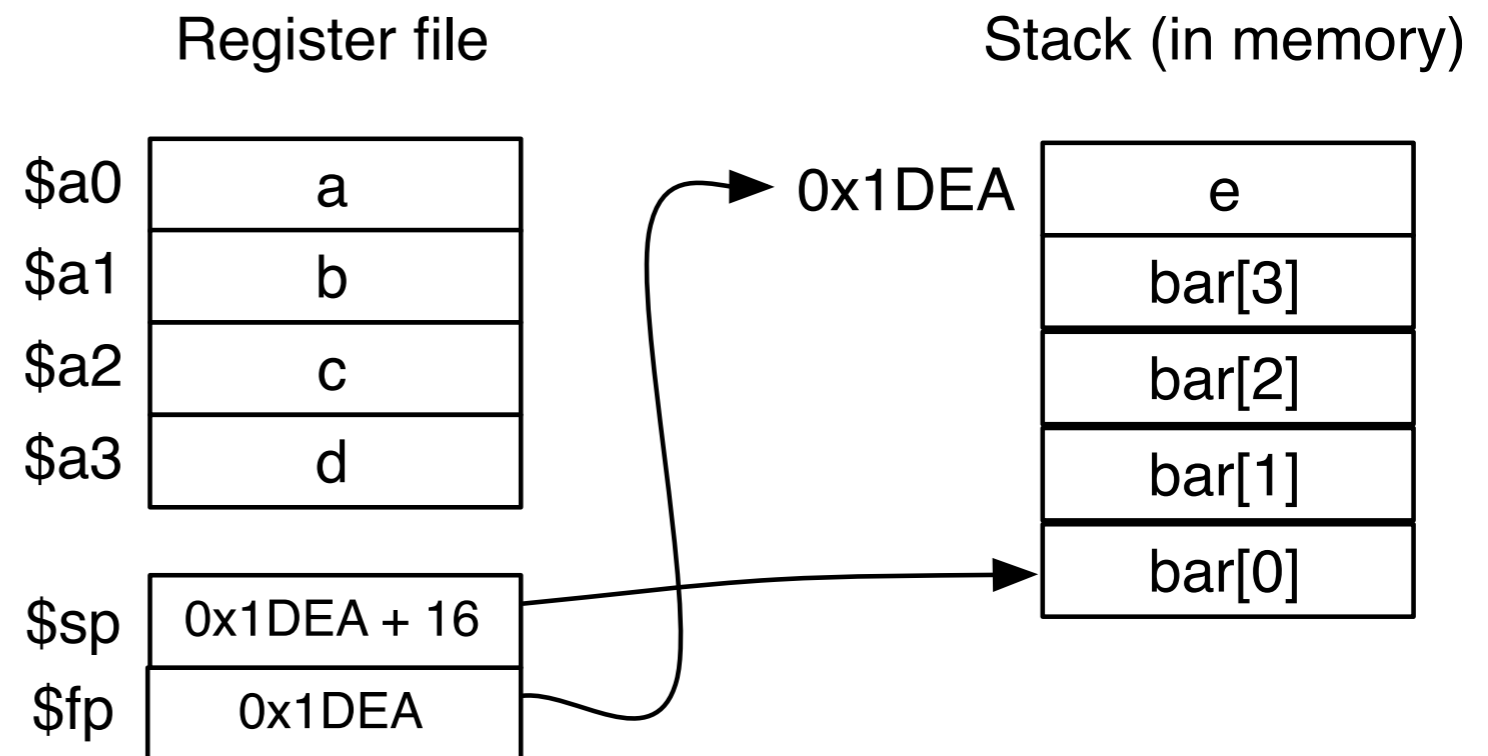 Register file
$a0 a
$a1 b
$a2 c
$a3 d
$sp 0x1DEA + 16
$fp 0x1DEA
Stack (in memory)
0x1DEA e
bar[3]
bar[2]
bar[1]
bar[0]